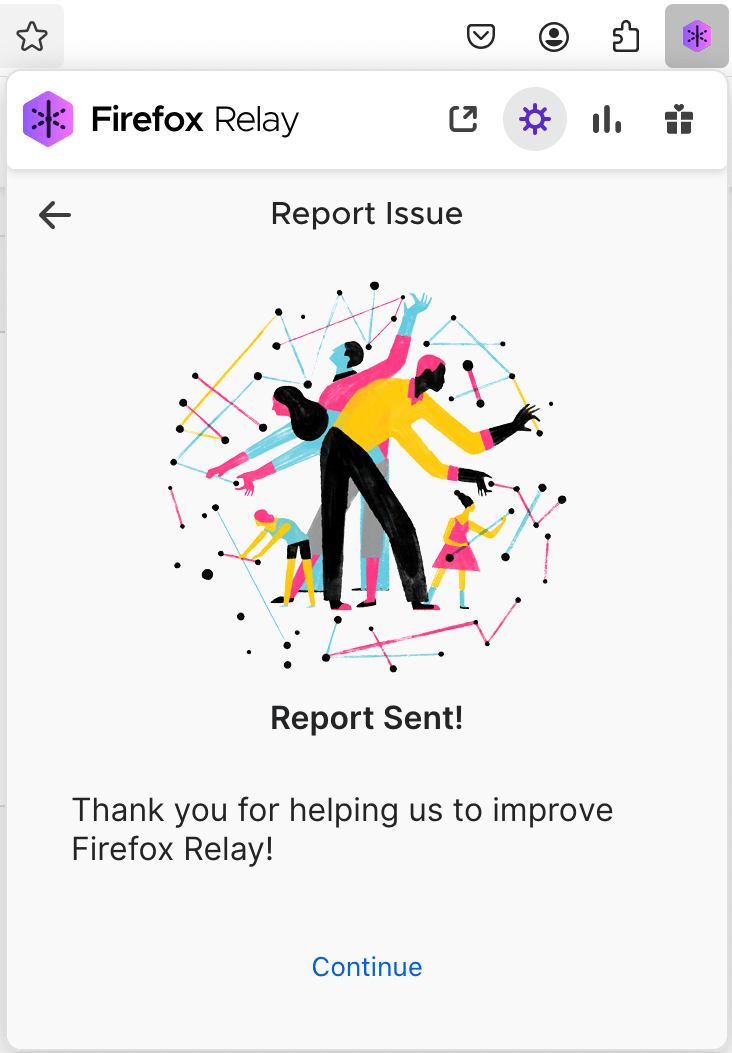 Firefox Relay
Report Issue
Report Sent!
Thank you for helping us to improve
Firefox Relay!
Continue